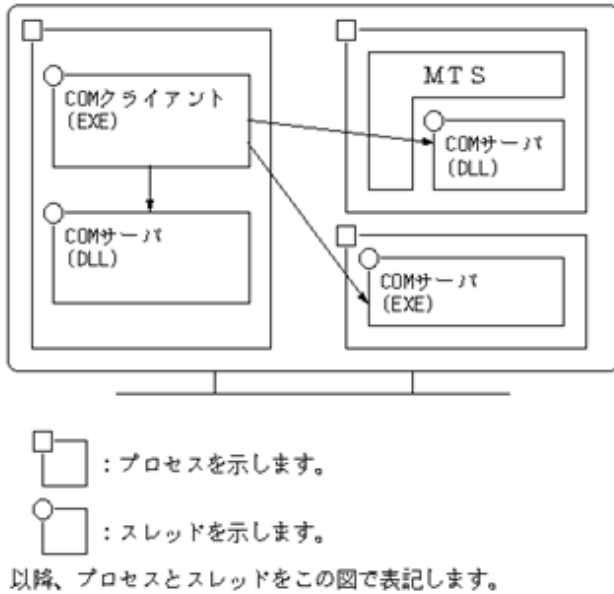 COMクライアント
(EXE)
COMサーバ
(DLL)
MTS
COMサーバ
(DLL)
COMサーバ
(EXE)
：プロセスを示します。
：スレッドを示します。
以降、プロセスとスレッドをこの図で表記します。